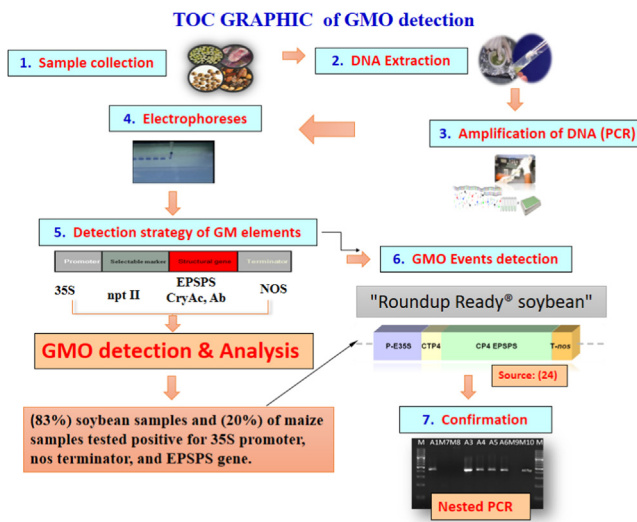 TOC GRAPHIC of GMO detection
1. Sample collection
2. DNA Extraction
3. Amplification of DNA (PCR)
4. Electrophoreses
5. Detection strategy of GM elements
Promoter Selectable marker Structural gene Terminator
35S npt II EPSPS NOS
CryAc, Ab
GMO detection & Analysis
(83%) soybean samples and (20%) of maize
samples tested positive for 35S promoter,
nos terminator, and EPSPS gene.
6. GMO Events detection
"Roundup Ready® soybean"
P-E35S CTP4 CP4 EPSPS T-nos
Source: (24)
7. Confirmation
M A1M7M8 A3 A4 A5 A6M9M10 M
Nested PCR